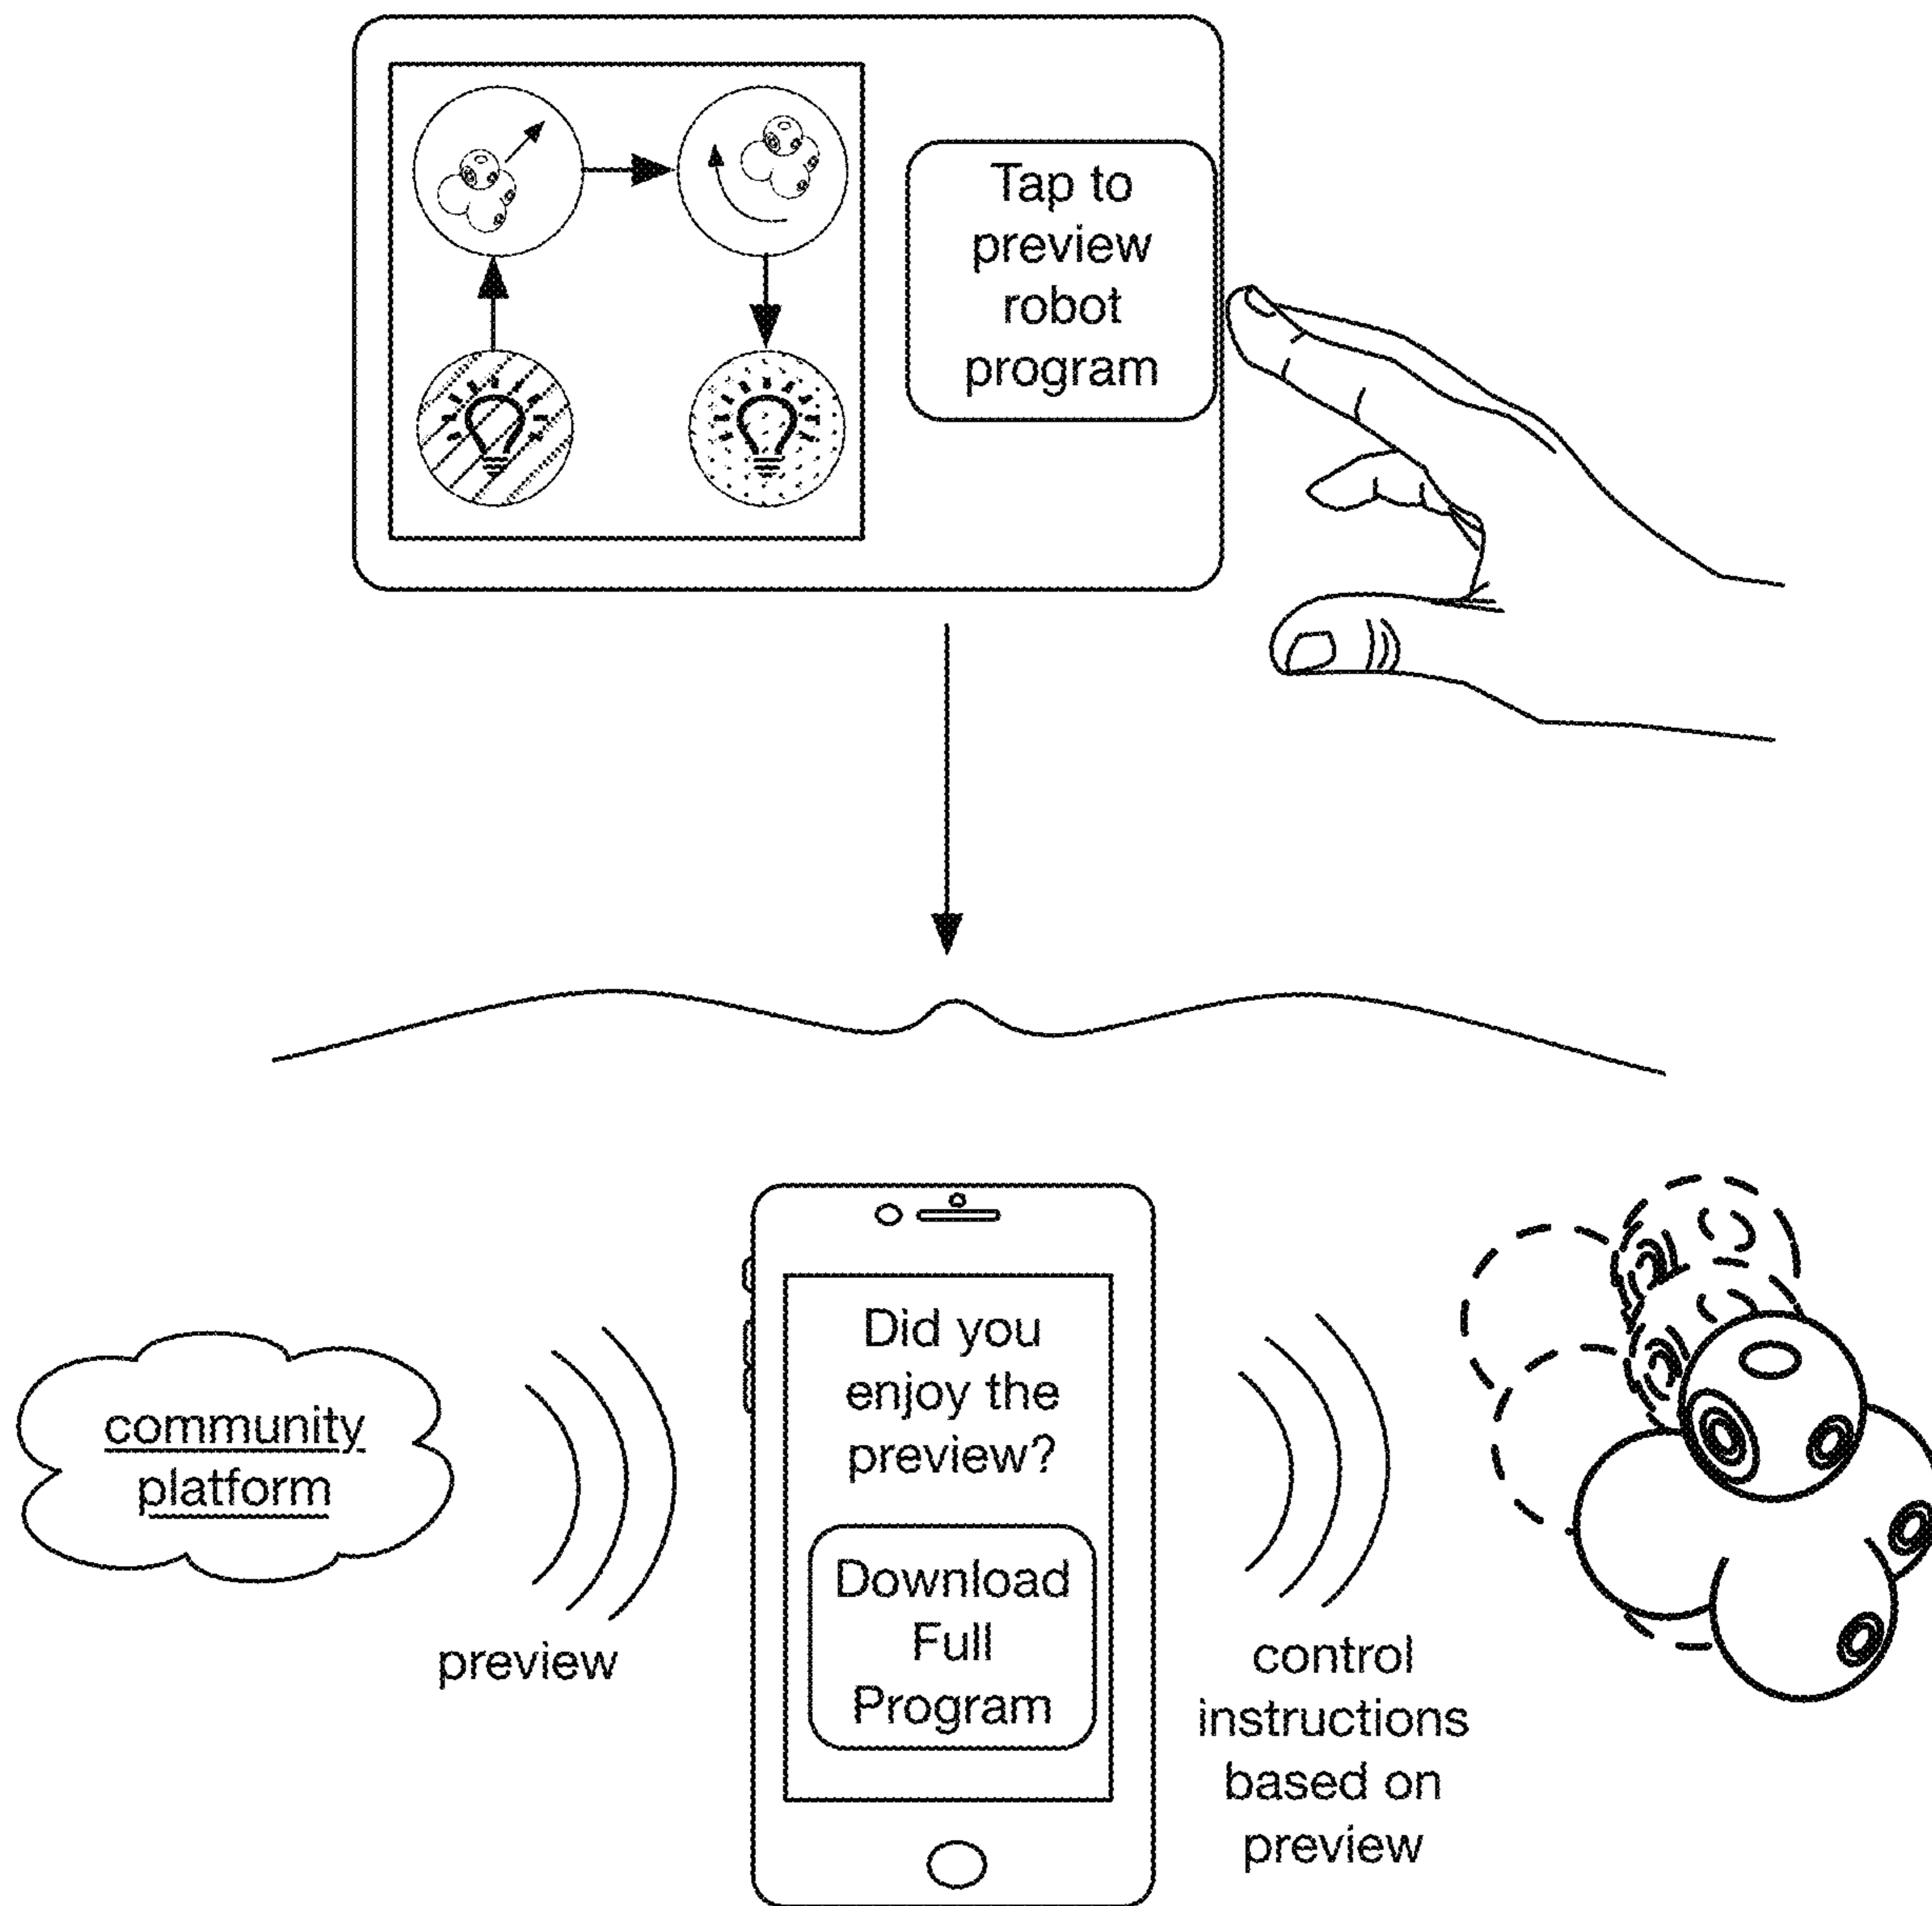 Tap to
preview
robot
program
community
platform
preview
Did you
enjoy the
preview?
Download
Full
Program
control
instructions
based on
preview